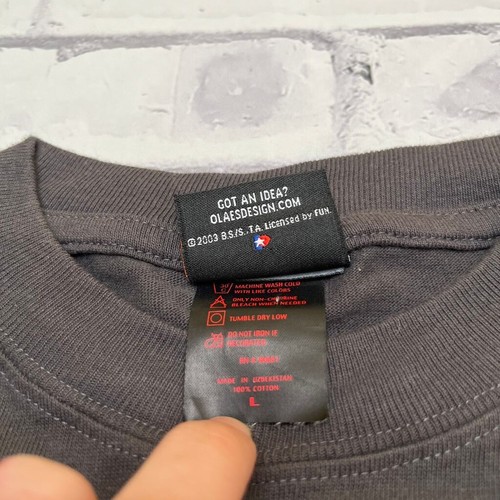 GOT AN IDEA?
OLAESDESIGN.COM
© 2003 B.S./S.,T.A. Licensed by FUN.
MACHINE WASH COLD
WITH LIKE COLORS
ONLY NON-CHLORINE
BLEACH WHEN NEEDED
TUMBLE DRY LOW
DO NOT IRON IF
DECORATED
MADE IN UZBEKISTAN
100% COTTON
L